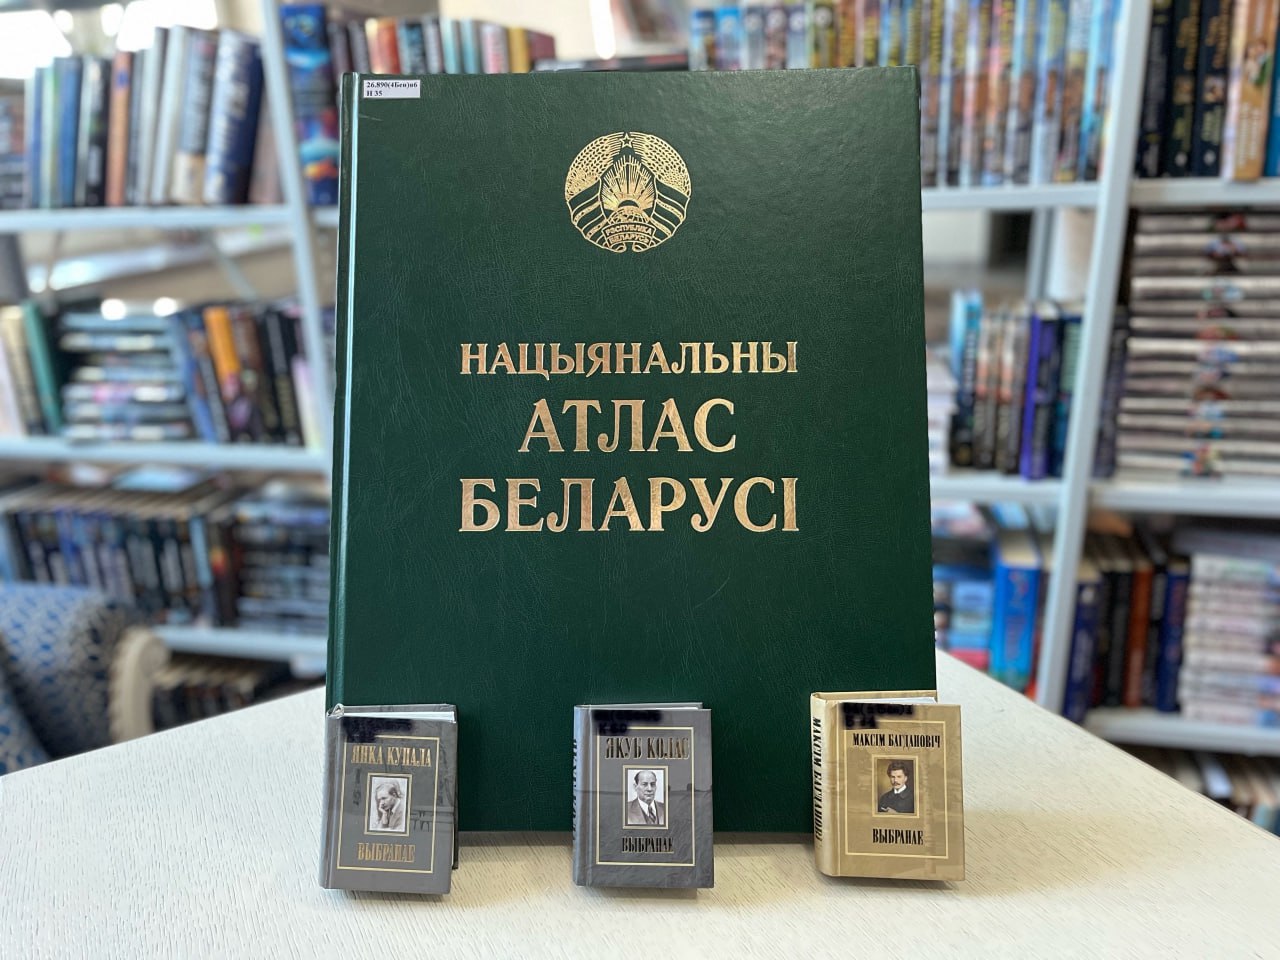 26.890(4Беи)я6
Н 35
РЭСПУБЛІКА
БЕЛАРУСЬ
НАЦЫЯНАЛЬНЫ
АТЛАС
БЕЛАРУСІ
ЯНКА КУПАЛА
ВЫБРАНАЕ
ЯКУБ КОЛАС
ВЫБРАНАЕ
МАКСІМ БАГДАНОВІЧ
МАКСІМ БАГДАНОВІЧ
ВЫБРАНАЕ